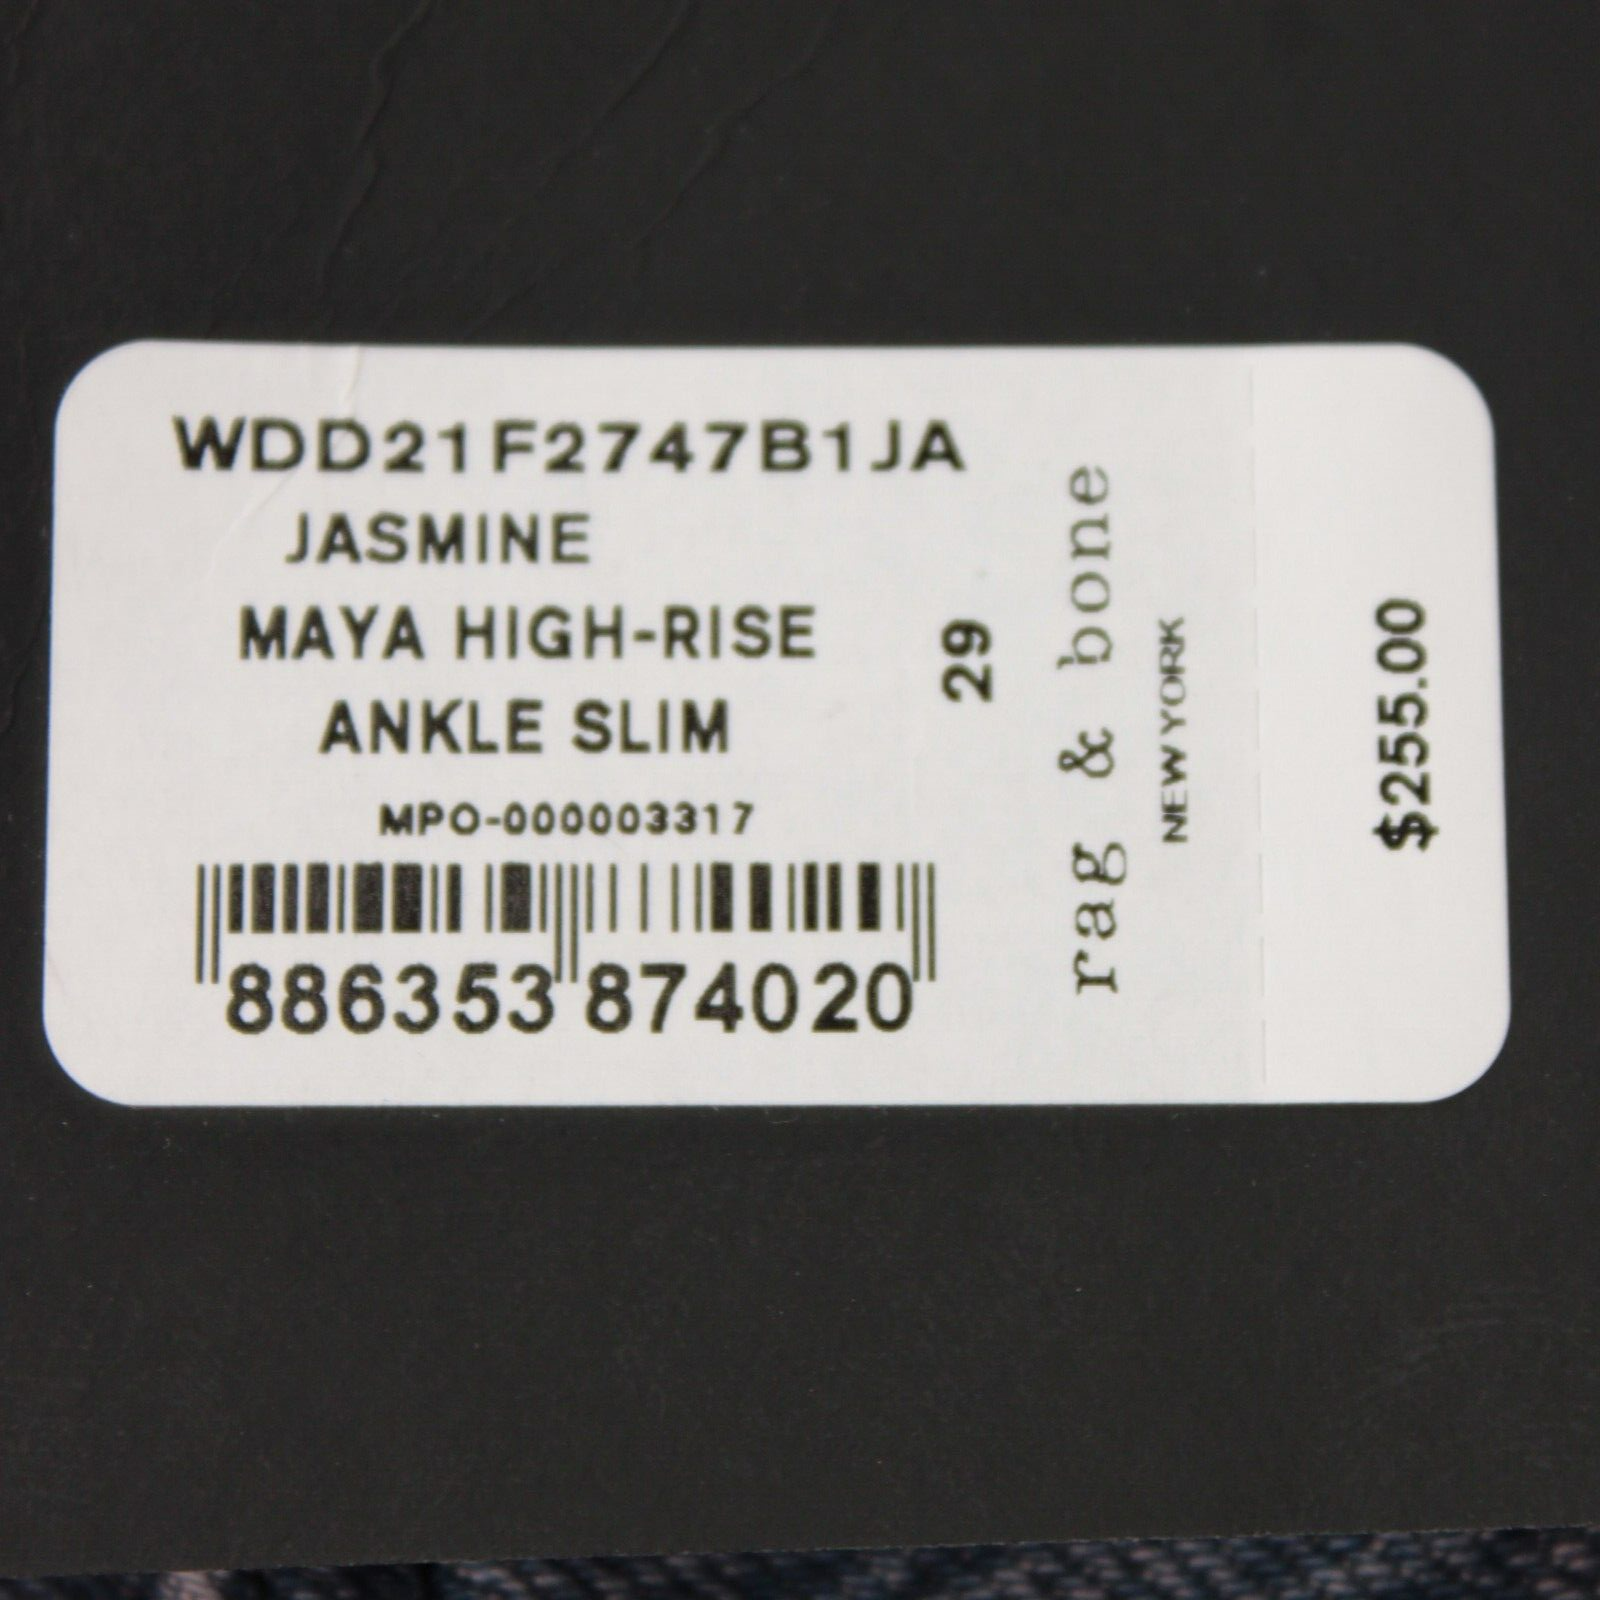 WDD21F2747B1JA
JASMINE
MAYA HIGH-RISE
ANKLE SLIM
MPO-000003317
886353 874020
29
rag & bone
NEW YORK
$255.00